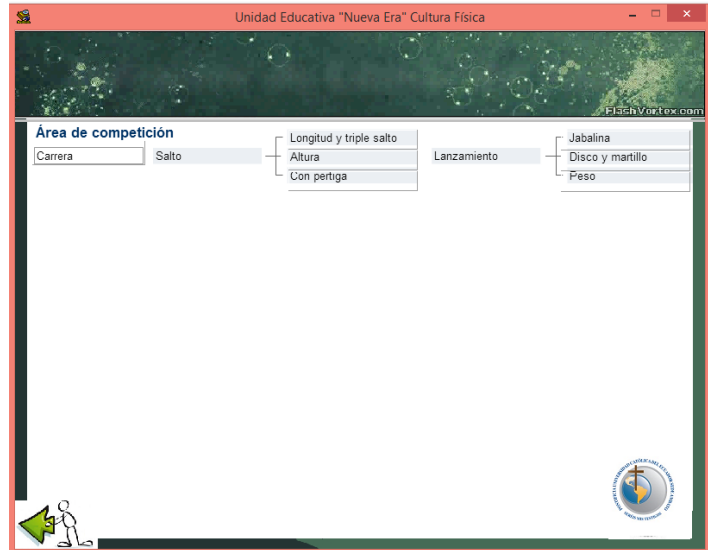 Unidad Educativa "Nueva Era" Cultura Física
FlashVortex.com
Área de competición
Carrera
Salto
Longitud y triple salto
Altura
Con pertiga
Lanzamiento
Jabalina
Disco y martillo
Peso